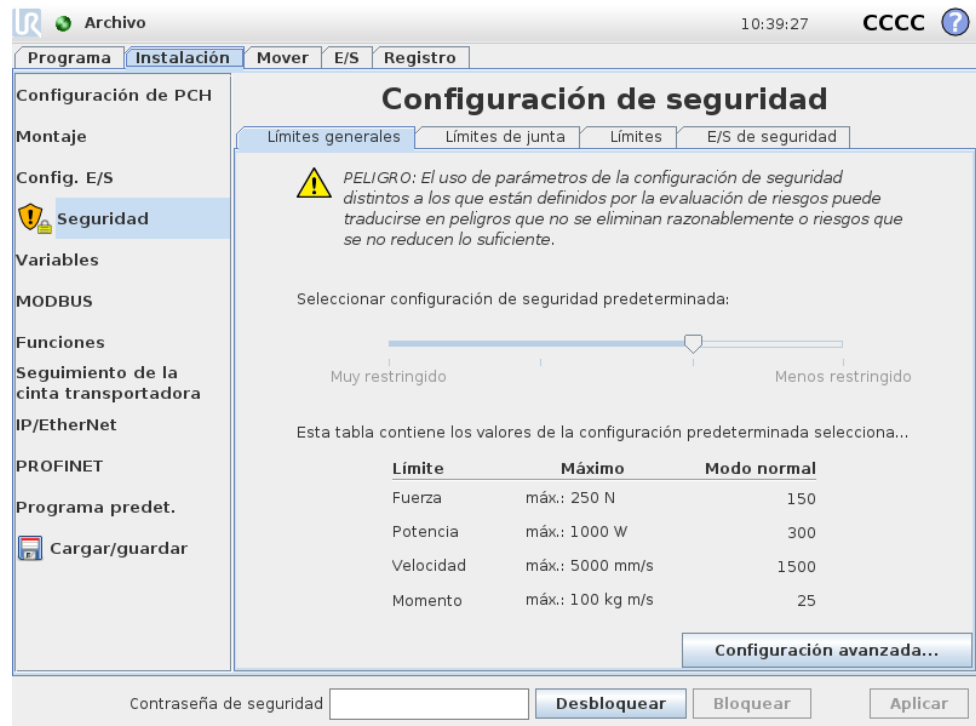 UR Archivo 10:39:27 CCCC ?
Programa Instalación Mover E/S Registro
Configuración de PCH
Montaje
Config. E/S
Seguridad
Variables
MODBUS
Funciones
Seguimiento de la
cinta transportadora
IP/EtherNet
PROFINET
Programa predet.
Cargar/guardar
Configuración de seguridad
Límites generales Límites de junta Límites E/S de seguridad
PELIGRO: El uso de parámetros de la configuración de seguridad
distintos a los que están definidos por la evaluación de riesgos puede
traducirse en peligros que no se eliminan razonablemente o riesgos que
se no reducen lo suficiente.
Seleccionar configuración de seguridad predeterminada:
Muy restringido Menos restringido
Esta tabla contiene los valores de la configuración predeterminada selecciona...
Límite Máximo Modo normal
Fuerza máx.: 250 N 150
Potencia máx.: 1000 W 300
Velocidad máx.: 5000 mm/s 1500
Momento máx.: 100 kg m/s 25
Configuración avanzada...
Contraseña de seguridad Desbloquear Bloquear Aplicar